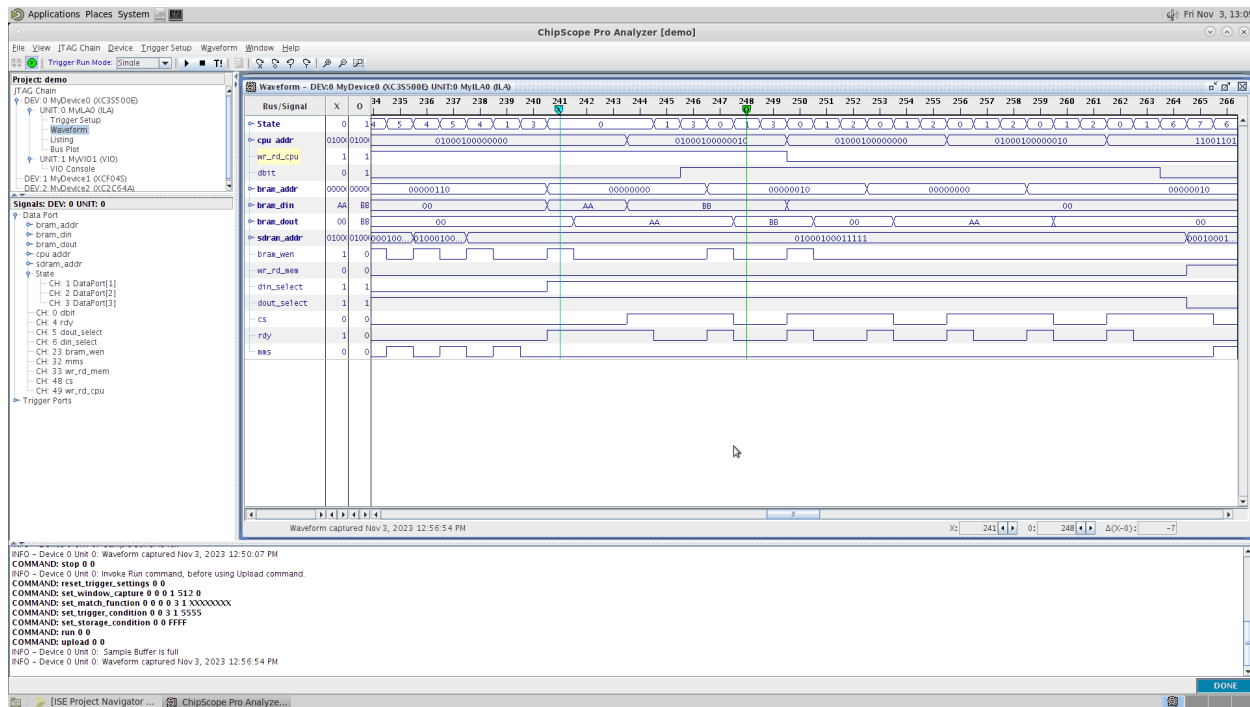 Applications Places System
Fri Nov 3, 13:0
ChipScope Pro Analyzer [demo]
File View JTAG Chain Device Trigger Setup Waveform Window Help
Trigger Run Mode: Single T!
Project: demo
JTAG Chain
DEV:0 MyDevice0 (XC3S500E)
UNIT:0 MyILA0 (ILA)
Trigger Setup
Waveform
Listing
Bus Plot
UNIT:1 MyVIO1 (VIO)
VIO Console
DEV:1 MyDevice1 (XCF04S)
DEV:2 MyDevice2 (XC2C64A)
Signals: DEV: 0 UNIT: 0
Data Port
bram_addr
bram_din
bram_dout
cpu addr
sdram_addr
State
CH: 1 DataPort[1]
CH: 2 DataPort[2]
CH: 3 DataPort[3]
CH: 0 dbit
CH: 4 rdy
CH: 5 dout_select
CH: 6 din_select
CH: 23 bram_wen
CH: 32 mms
CH: 33 wr_rd_mem
CH: 48 cs
CH: 49 wr_rd_cpu
Trigger Ports
Waveform - DEV:0 MyDevice0 (XC3S500E) UNIT:0 MyILA0 (ILA)
Bus/Signal X O 34 235 236 237 238 239 240 241 242 243 244 245 246 247 248 249 250 251 252 253 254 255 256 257 258 259 260 261 262 263 264 265 266
X O
State 0 1 4 5 4 5 4 1 3 0 1 3 0 1 3 0 1 2 0 1 2 0 1 2 0 1 2 0 1 6 7 6
cpu addr 0100 0100 01000100000000 01000100000010 01000100000000 01000100000010 11001101
wr_rd_cpu 1 1
dbit 0 1
bram_addr 0000 0000 00000110 00000000 00000010 00000000 00000010
bram_din AA BB 00 AA BB 00
bram_dout 00 BB 00 AA BB 00 AA 00
sdran_addr 0100 0100 000100... 01000100... 01000100011111 00010001...
bram_wen 1 0
wr_rd_mem 0 0
din_select 1 1
dout_select 1 1
cs 0 0
rdy 1 0
mms 0 0
Waveform captured Nov 3, 2023 12:56:54 PM
X: 241 O: 248 Δ(X-O): -7
INFO - Device 0 Unit 0: Waveform captured Nov 3, 2023 12:50:07 PM
COMMAND: stop 0 0
INFO - Device 0 Unit 0: Invoke Run command, before using Upload command.
COMMAND: reset_trigger_settings 0 0
COMMAND: set_window_capture 0 0 0 1 512 0
COMMAND: set_match_function 0 0 0 0 3 1 XXXXXXXX
COMMAND: set_trigger_condition 0 0 3 1 5555
COMMAND: set_storage_condition 0 0 FFFF
COMMAND: run 0 0
COMMAND: upload 0 0
INFO - Device 0 Unit 0: Sample Buffer is full
INFO - Device 0 Unit 0: Waveform captured Nov 3, 2023 12:56:54 PM
DONE
[ISE Project Navigator ... ChipScope Pro Analyze...